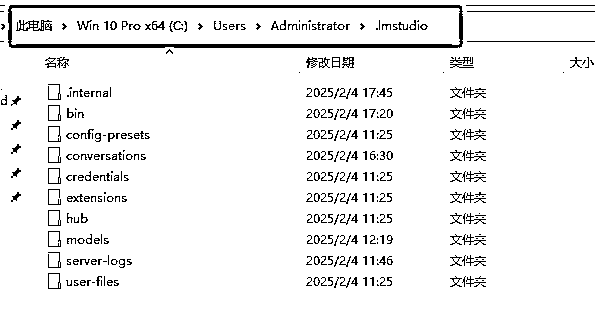 此电脑 > Win 10 Pro x64 (C:) > Users > Administrator > .lmstudio
名称 修改日期 类型 大小
.internal 2025/2/4 17:45 文件夹
bin 2025/2/4 17:20 文件夹
config-presets 2025/2/4 11:25 文件夹
conversations 2025/2/4 16:30 文件夹
credentials 2025/2/4 11:25 文件夹
extensions 2025/2/4 11:25 文件夹
hub 2025/2/4 11:25 文件夹
models 2025/2/4 12:19 文件夹
server-logs 2025/2/4 11:46 文件夹
user-files 2025/2/4 11:25 文件夹